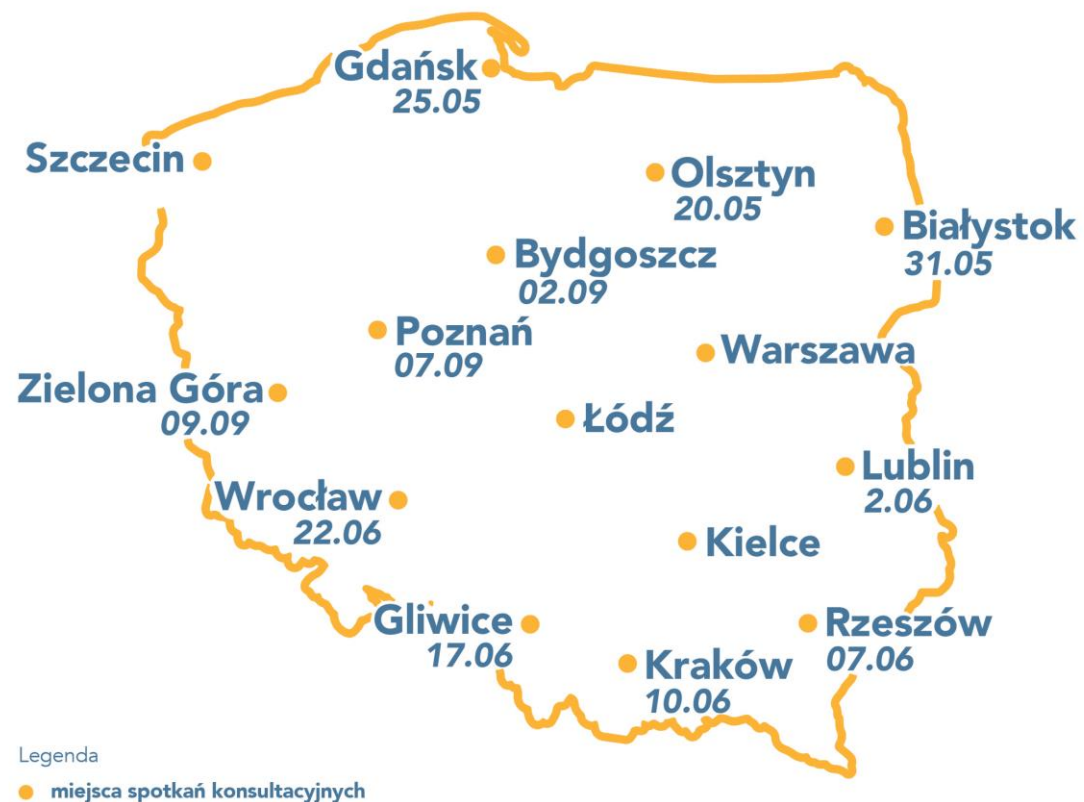 Gdańsk
25.05
Szczecin
Olsztyn
20.05
Białystok
31.05
Bydgoszcz
02.09
Poznań
07.09
Warszawa
Zielona Góra
09.09
Łódź
Lublin
2.06
Wrocław
22.06
Kielce
Gliwice
17.06
Rzeszów
07.06
Kraków
10.06
Legenda
miejsca spotkań konsultacyjnych